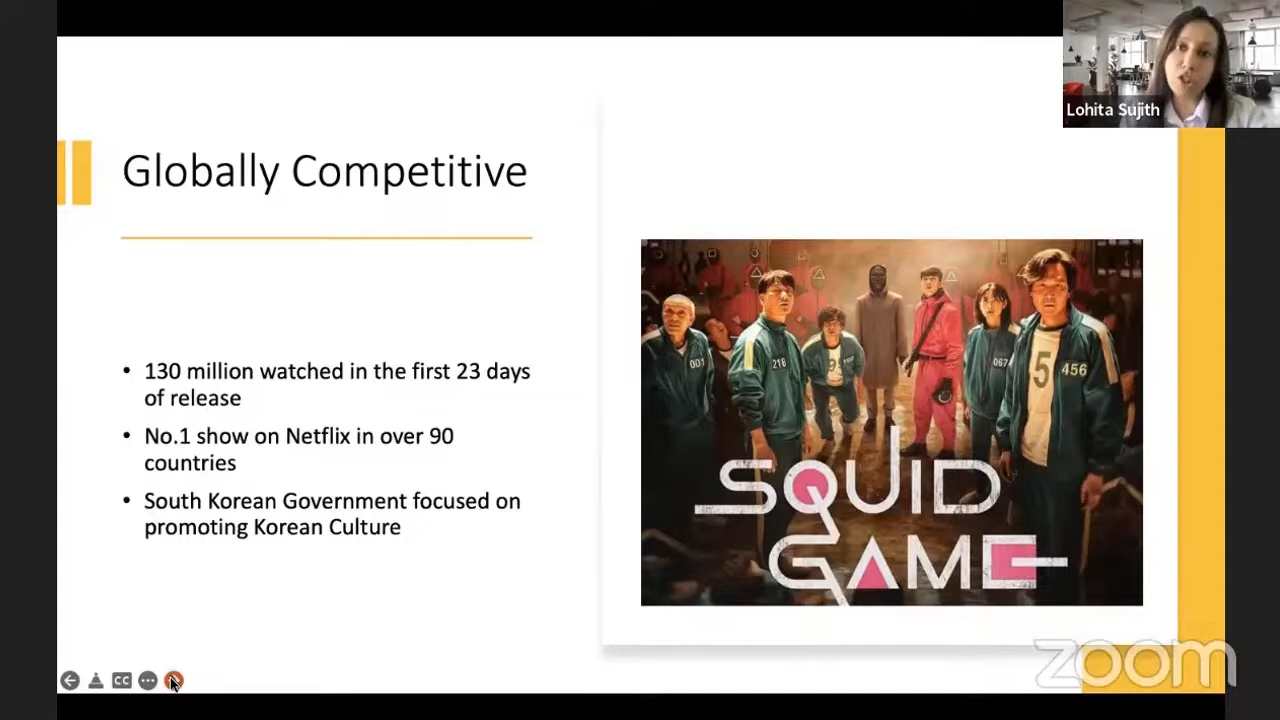 Lohita Sujith
Globally Competitive
• 130 million watched in the first 23 days
of release
• No.1 show on Netflix in over 90
countries
• South Korean Government focused on
promoting Korean Culture
001
218
067
5
456
SQUID
GAME
CC
zoom